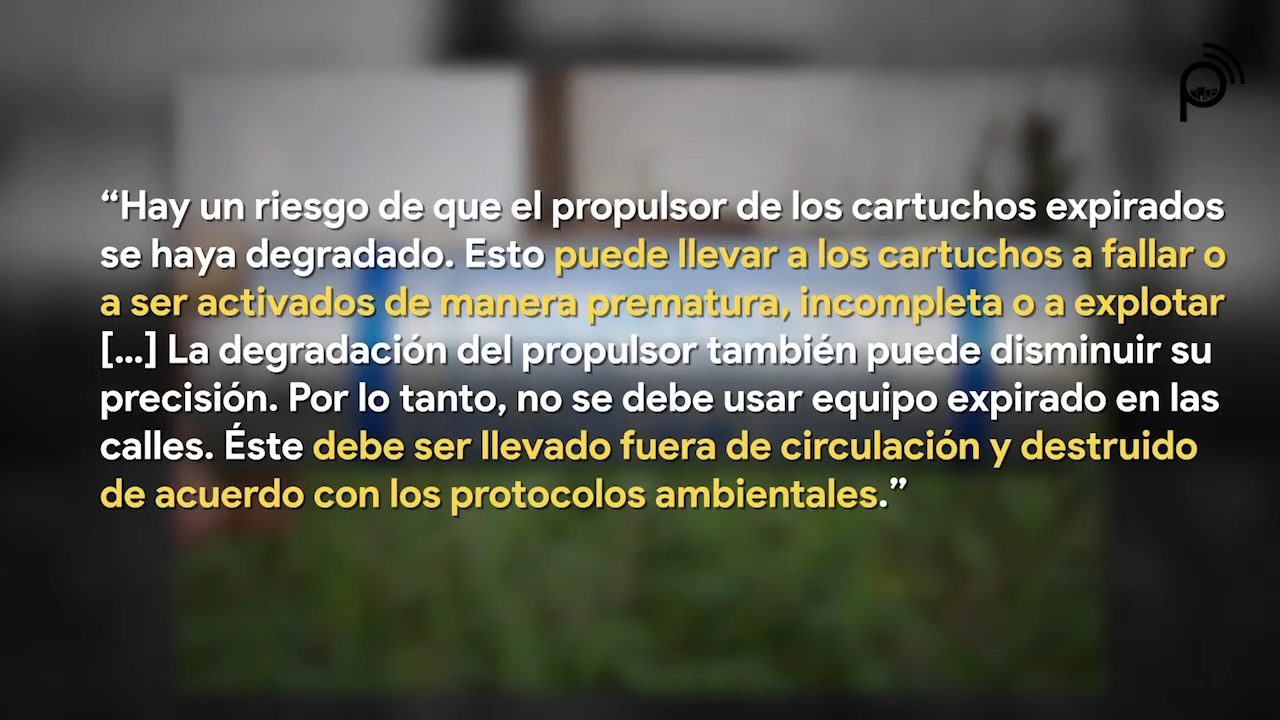 “Hay un riesgo de que el propulsor de los cartuchos expirados
se haya degradado. Esto puede llevar a los cartuchos a fallar o
a ser activados de manera prematura, incompleta o a explotar
[...] La degradación del propulsor también puede disminuir su
precisión. Por lo tanto, no se debe usar equipo expirado en las
calles. Éste debe ser llevado fuera de circulación y destruido
de acuerdo con los protocolos ambientales.”